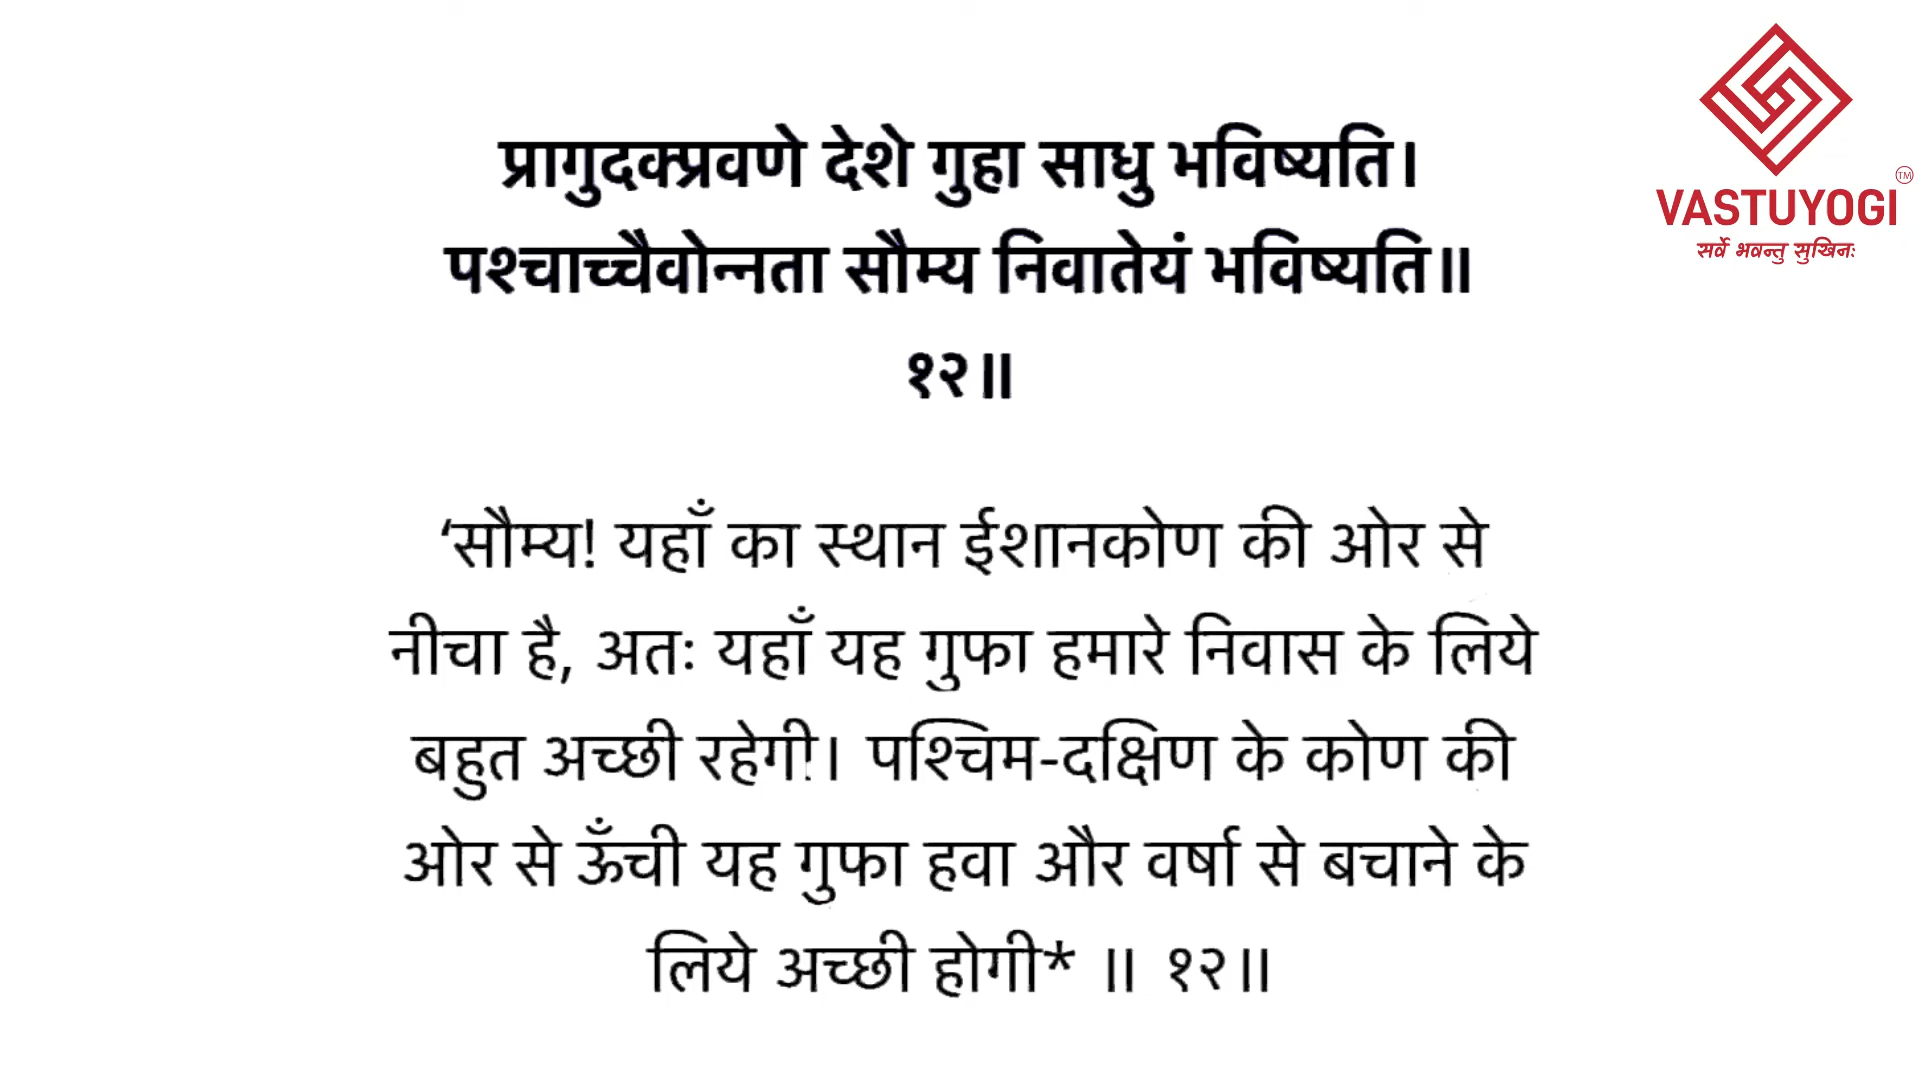 प्रागुदक्प्रवणे देशे गुहा साधु भविष्यति।
पश्चाच्चैवोन्नता सौम्य निवातेयं भविष्यति॥
१२॥
‘सौम्य! यहाँ का स्थान ईशानकोण की ओर से
नीचा है, अतः यहाँ यह गुफा हमारे निवास के लिये
बहुत अच्छी रहेगी। पश्चिम-दक्षिण के कोण की
ओर से ऊँची यह गुफा हवा और वर्षा से बचाने के
लिये अच्छी होगी* ॥ १२॥
VASTUYOGI TM
सर्वे भवन्तु सुखिनः